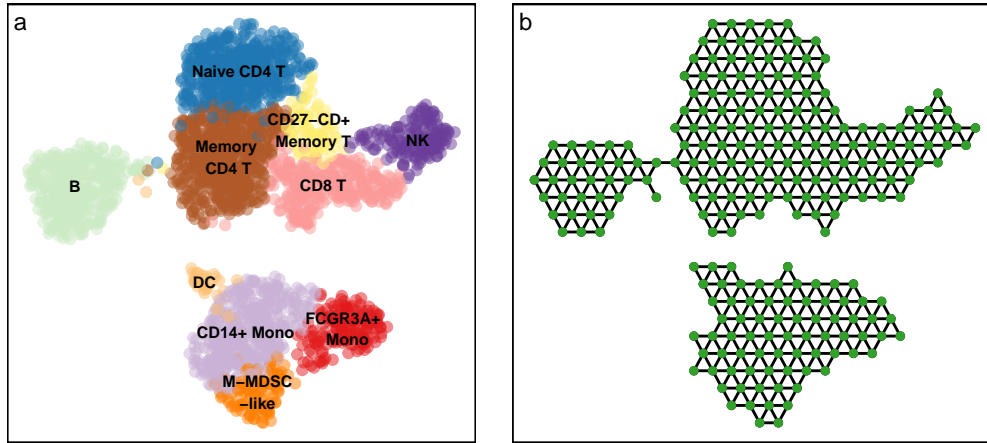 a
b
Naive CD4 T
CD27−CD+
Memory T
Memory
CD4 T
NK
B
CD8 T
DC
CD14+ Mono
FCGR3A+
Mono
M−MDSC
−like